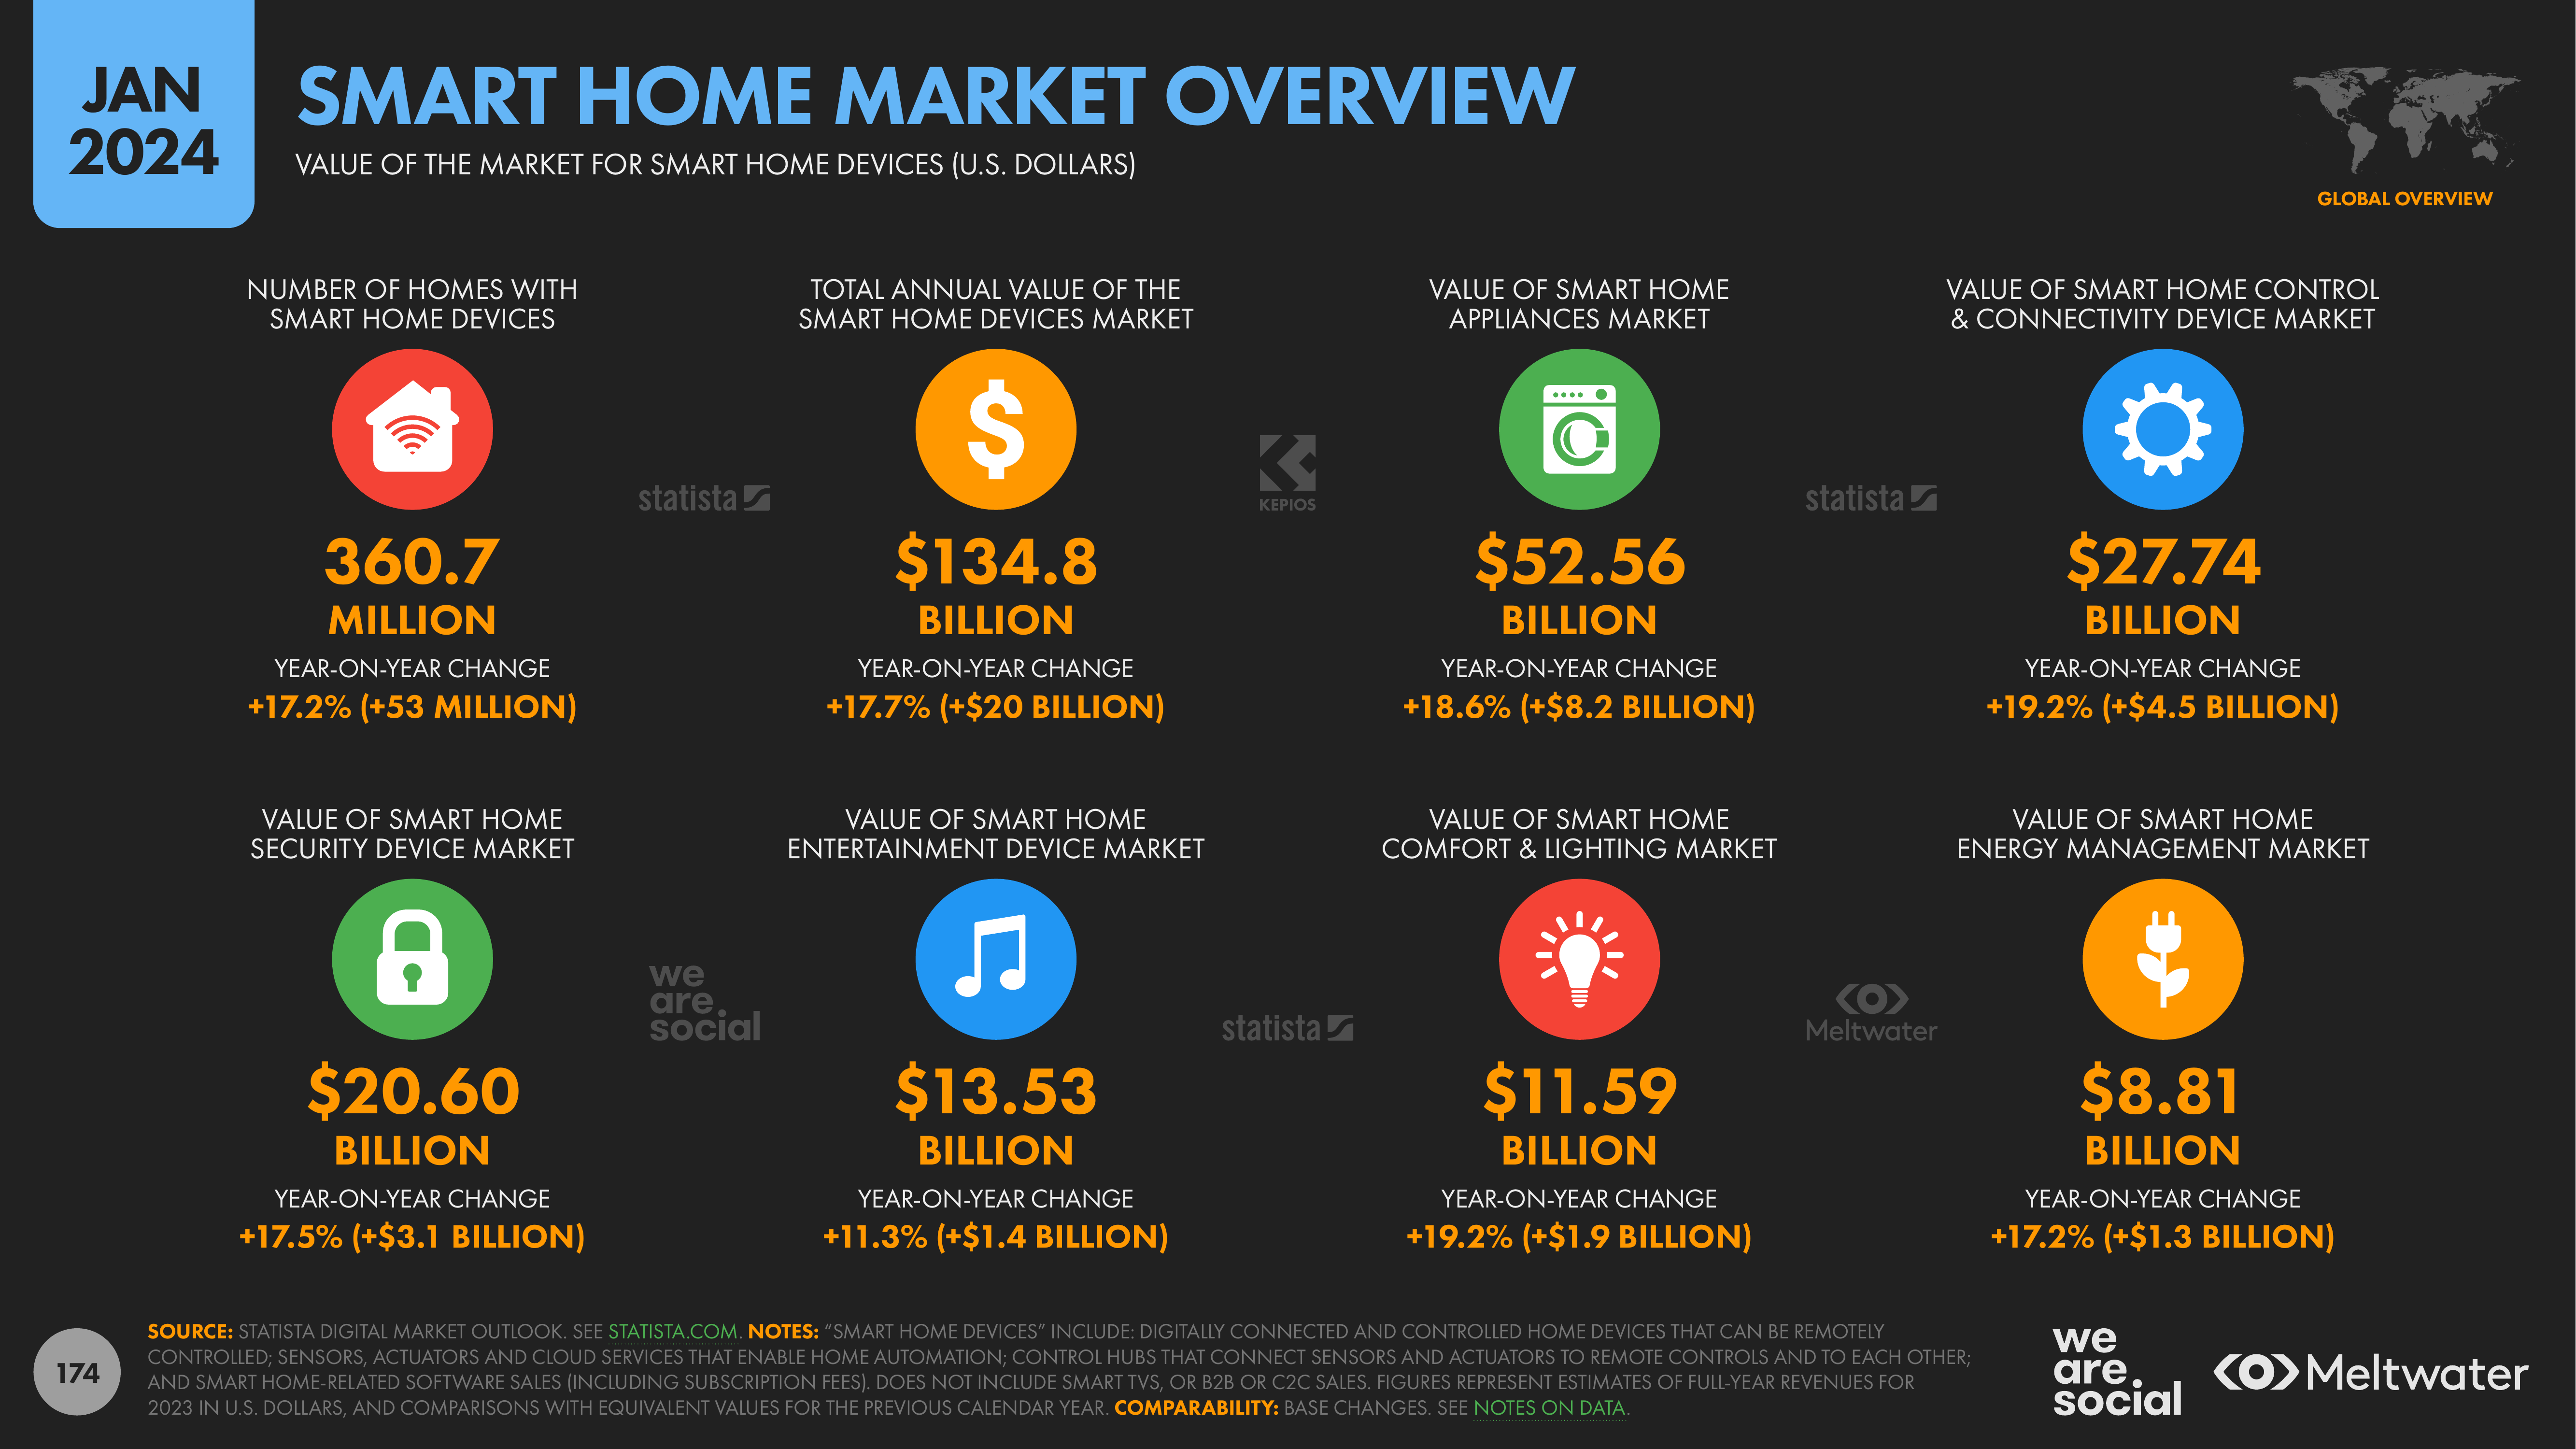 JAN
2024
SMART HOME MARKET OVERVIEW
VALUE OF THE MARKET FOR SMART HOME DEVICES (U.S. DOLLARS)
GLOBAL OVERVIEW
NUMBER OF HOMES WITH
SMART HOME DEVICES
360.7
MILLION
YEAR-ON-YEAR CHANGE
+17.2% (+53 MILLION)
TOTAL ANNUAL VALUE OF THE
SMART HOME DEVICES MARKET
$134.8
BILLION
YEAR-ON-YEAR CHANGE
+17.7% (+$20 BILLION)
VALUE OF SMART HOME
APPLIANCES MARKET
$52.56
BILLION
YEAR-ON-YEAR CHANGE
+18.6% (+$8.2 BILLION)
VALUE OF SMART HOME CONTROL
& CONNECTIVITY DEVICE MARKET
$27.74
BILLION
YEAR-ON-YEAR CHANGE
+19.2% (+$4.5 BILLION)
statista
KEPIOS
statista
VALUE OF SMART HOME
SECURITY DEVICE MARKET
$20.60
BILLION
YEAR-ON-YEAR CHANGE
+17.5% (+$3.1 BILLION)
VALUE OF SMART HOME
ENTERTAINMENT DEVICE MARKET
$13.53
BILLION
YEAR-ON-YEAR CHANGE
+11.3% (+$1.4 BILLION)
VALUE OF SMART HOME
COMFORT & LIGHTING MARKET
$11.59
BILLION
YEAR-ON-YEAR CHANGE
+19.2% (+$1.9 BILLION)
VALUE OF SMART HOME
ENERGY MANAGEMENT MARKET
$8.81
BILLION
YEAR-ON-YEAR CHANGE
+17.2% (+$1.3 BILLION)
we
are
social
statista
Meltwater
174
SOURCE: STATISTA DIGITAL MARKET OUTLOOK. SEE STATISTA.COM. NOTES: “SMART HOME DEVICES” INCLUDE: DIGITALLY CONNECTED AND CONTROLLED HOME DEVICES THAT CAN BE REMOTELY
CONTROLLED; SENSORS, ACTUATORS AND CLOUD SERVICES THAT ENABLE HOME AUTOMATION; CONTROL HUBS THAT CONNECT SENSORS AND ACTUATORS TO REMOTE CONTROLS AND TO EACH OTHER;
AND SMART HOME-RELATED SOFTWARE SALES (INCLUDING SUBSCRIPTION FEES). DOES NOT INCLUDE SMART TVS, OR B2B OR C2C SALES. FIGURES REPRESENT ESTIMATES OF FULL-YEAR REVENUES FOR
2023 IN U.S. DOLLARS, AND COMPARISONS WITH EQUIVALENT VALUES FOR THE PREVIOUS CALENDAR YEAR. COMPARABILITY: BASE CHANGES. SEE NOTES ON DATA.
we
are
social
Meltwater